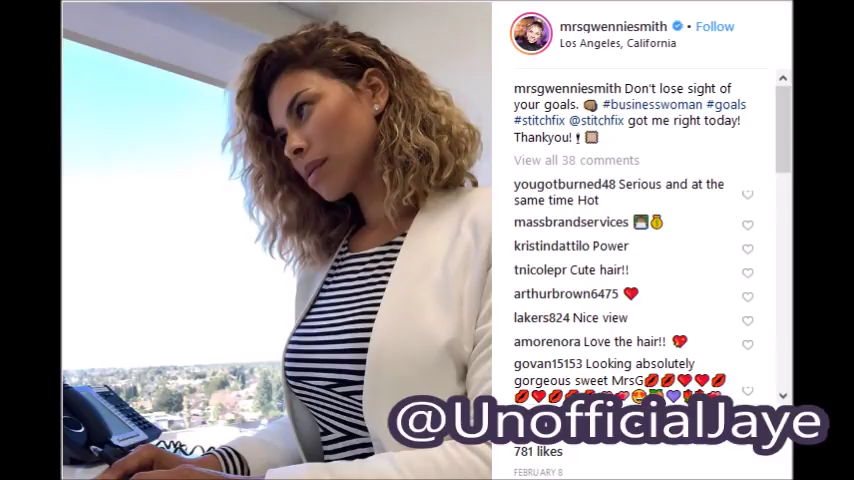 mrsgwenniesmith • Follow
Los Angeles, California
mrsgwenniesmith Don't lose sight of
your goals. #businesswoman #goals
#stitchfix @stitchfix got me right today!
Thankyou!
View all 38 comments
yougotburned48 Serious and at the
same time Hot
massbrandservices
kristindattilo Power
tnicolepr Cute hair!!
arthurbrown6475
lakers824 Nice view
amorenora Love the hair!!
govan15153 Looking absolutely
gorgeous sweet MrsG
@UnofficialJaye
781 likes
FEBRUARY 8